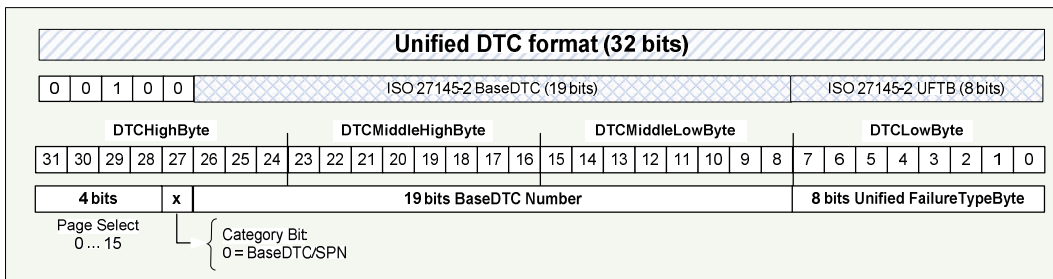 Unified DTC format (32 bits)
0 0 1 0 0 ISO 27145-2 BaseDTC (19 bits) ISO 27145-2 UFTB (8 bits)
DTCHighByte DTCMiddleHighByte DTCMiddleLowByte DTCLowByte
31 30 29 28 27 26 25 24 23 22 21 20 19 18 17 16 15 14 13 12 11 10 9 8 7 6 5 4 3 2 1 0
4 bits x 19 bits BaseDTC Number 8 bits Unified FailureTypeByte
Page Select
0 ... 15
Category Bit:
0 = BaseDTC/SPN